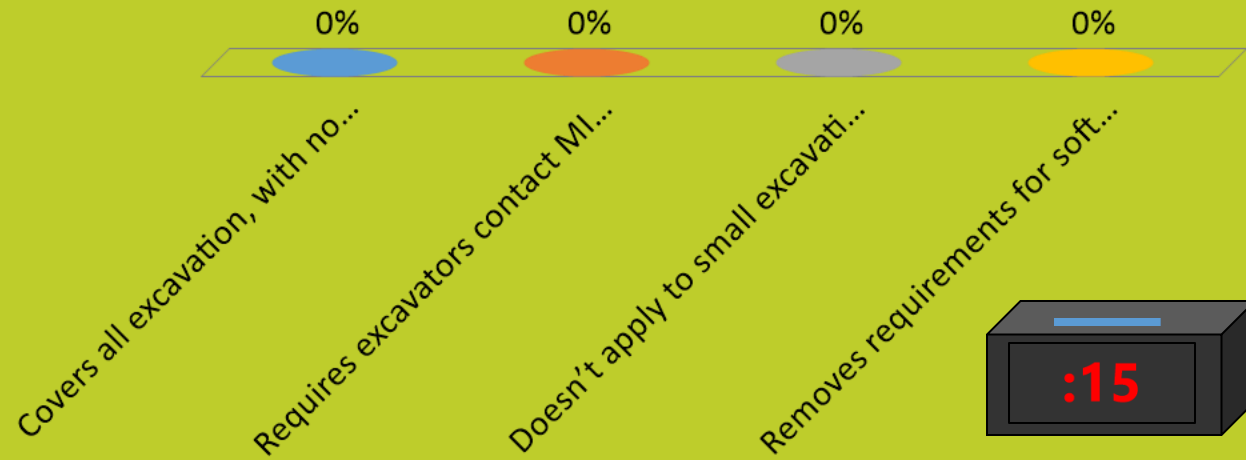 0% 0% 0% 0%
Covers all excavation, with no...
Requires excavators contact MI...
Doesn't apply to small excavati...
Removes requirements for soft...
:15